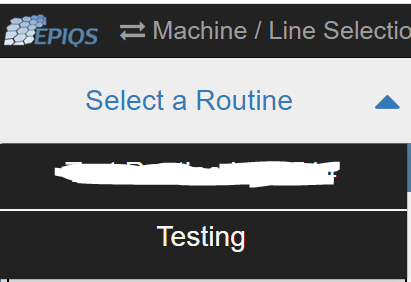 EPIQS Machine / Line Selectio
Select a Routine
Testing